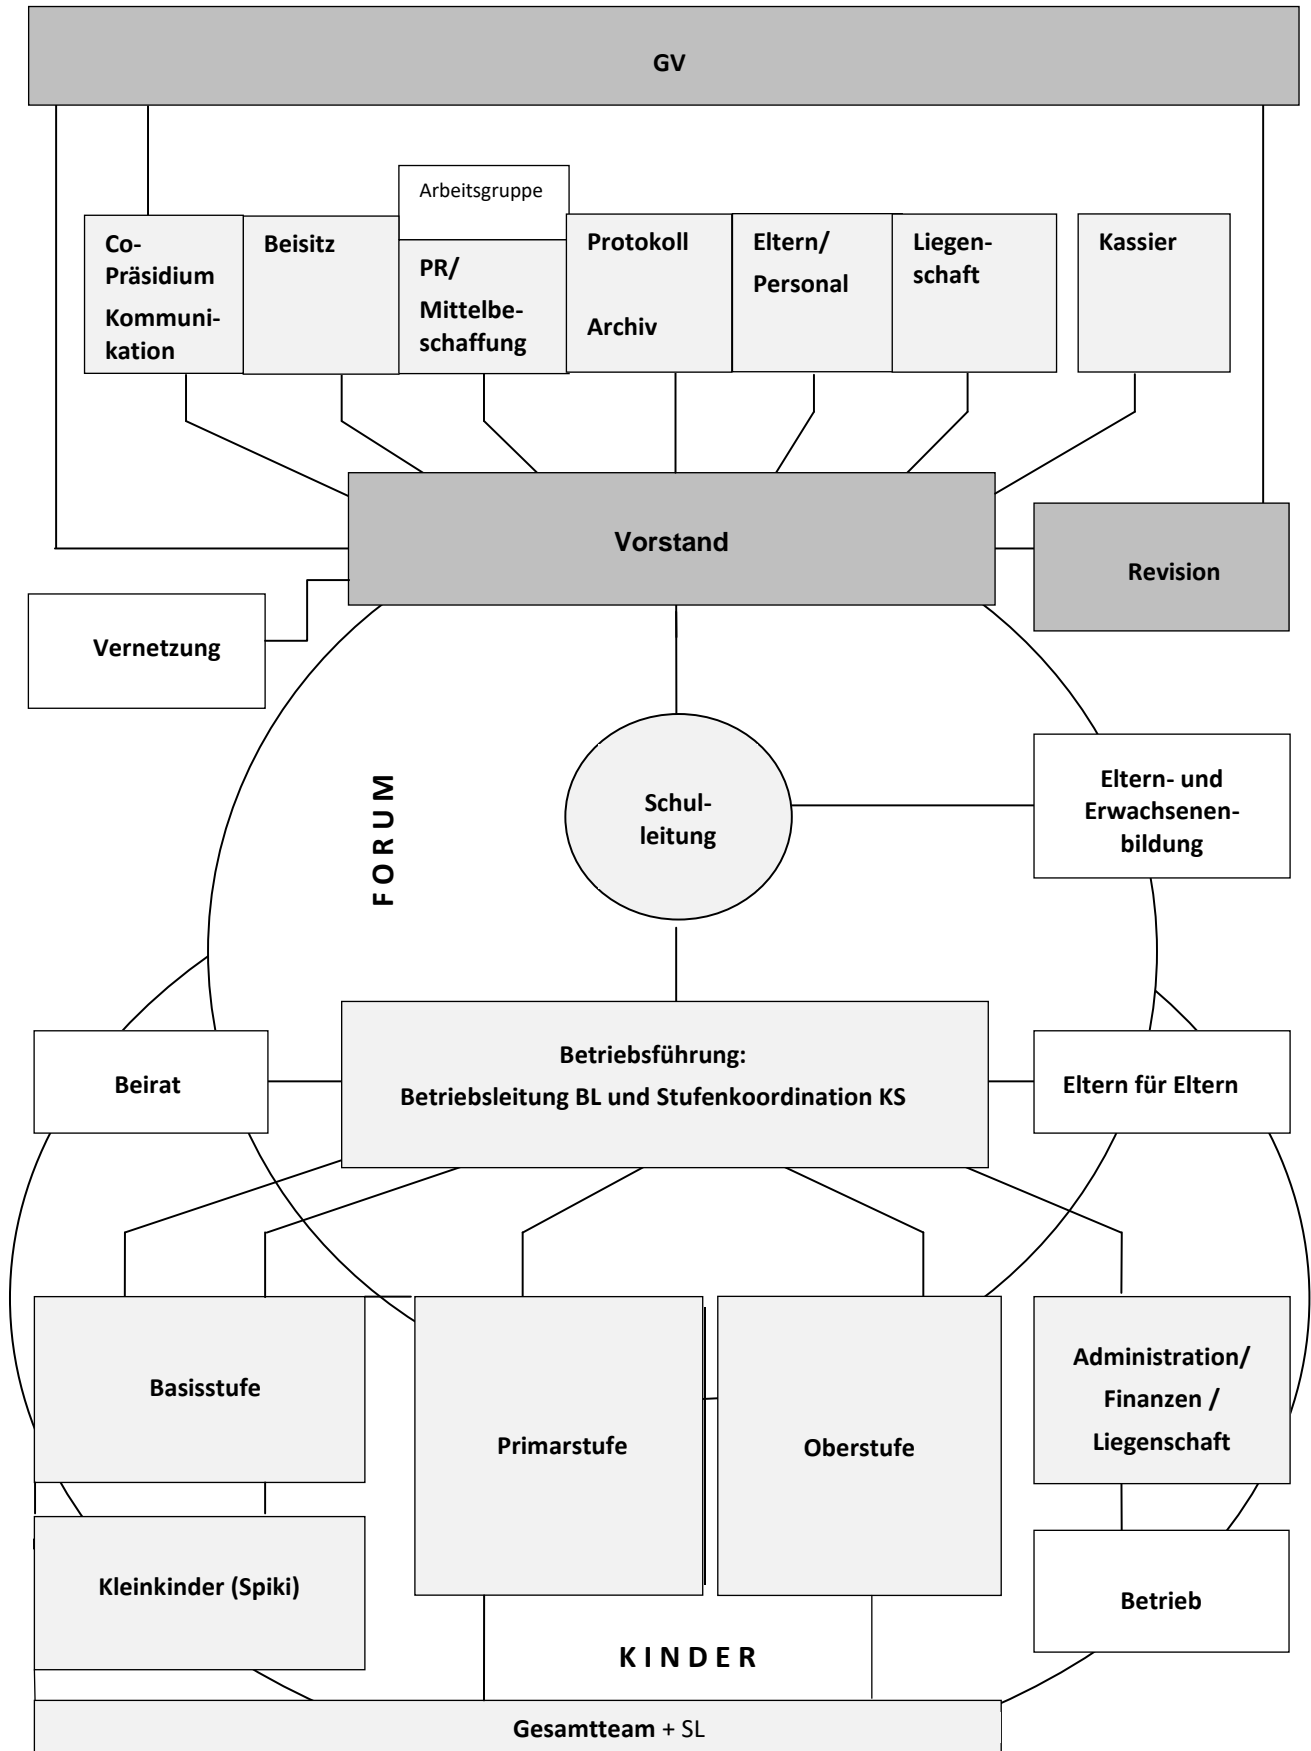 GV
Arbeitsgruppe
Co-
Präsidium
Kommuni-
kation
Beisitz
PR/
Mittelbe-
schaffung
Protokoll
Archiv
Eltern/
Personal
Liegen-
schaft
Kassier
Vorstand
Revision
Vernetzung
FORUM
Schul-
leitung
Eltern- und
Erwachsenen-
bildung
Beirat
Betriebsführung:
Betriebsleitung BL und Stufenkoordination KS
Eltern für Eltern
Basisstufe
Primarstufe
Oberstufe
Administration/
Finanzen /
Liegenschaft
Kleinkinder (Spiki)
Betrieb
KINDER
Gesamtteam + SL